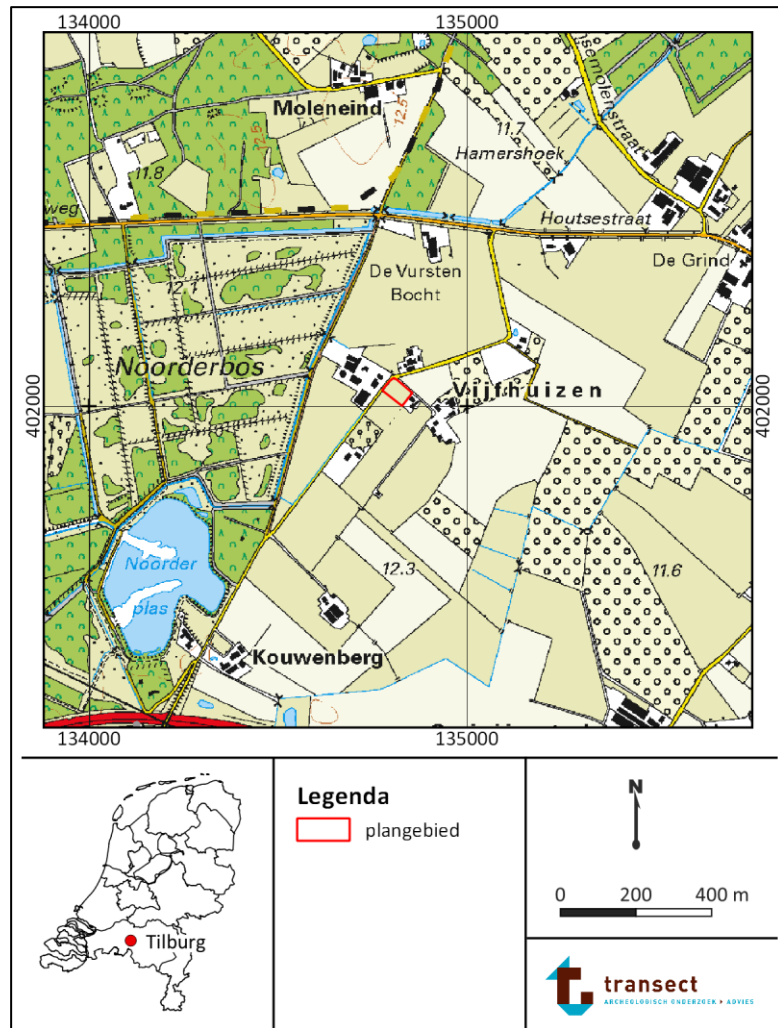 134000
135000
Moleneind
12.5
12.5
11.7
Hamershoek
11.8
weg
Houtsestraat
De Vursten
Bocht
De Grind
12.1
Noorderbos
402000
402000
Vijfhuizen
Noorder
plas
12.3
11.6
Kouwenberg
134000
135000
Legenda
plangebied
N
0 200 400 m
Tilburg
transect
ARCHEOLOGISCH ONDERZOEK > ADVIES